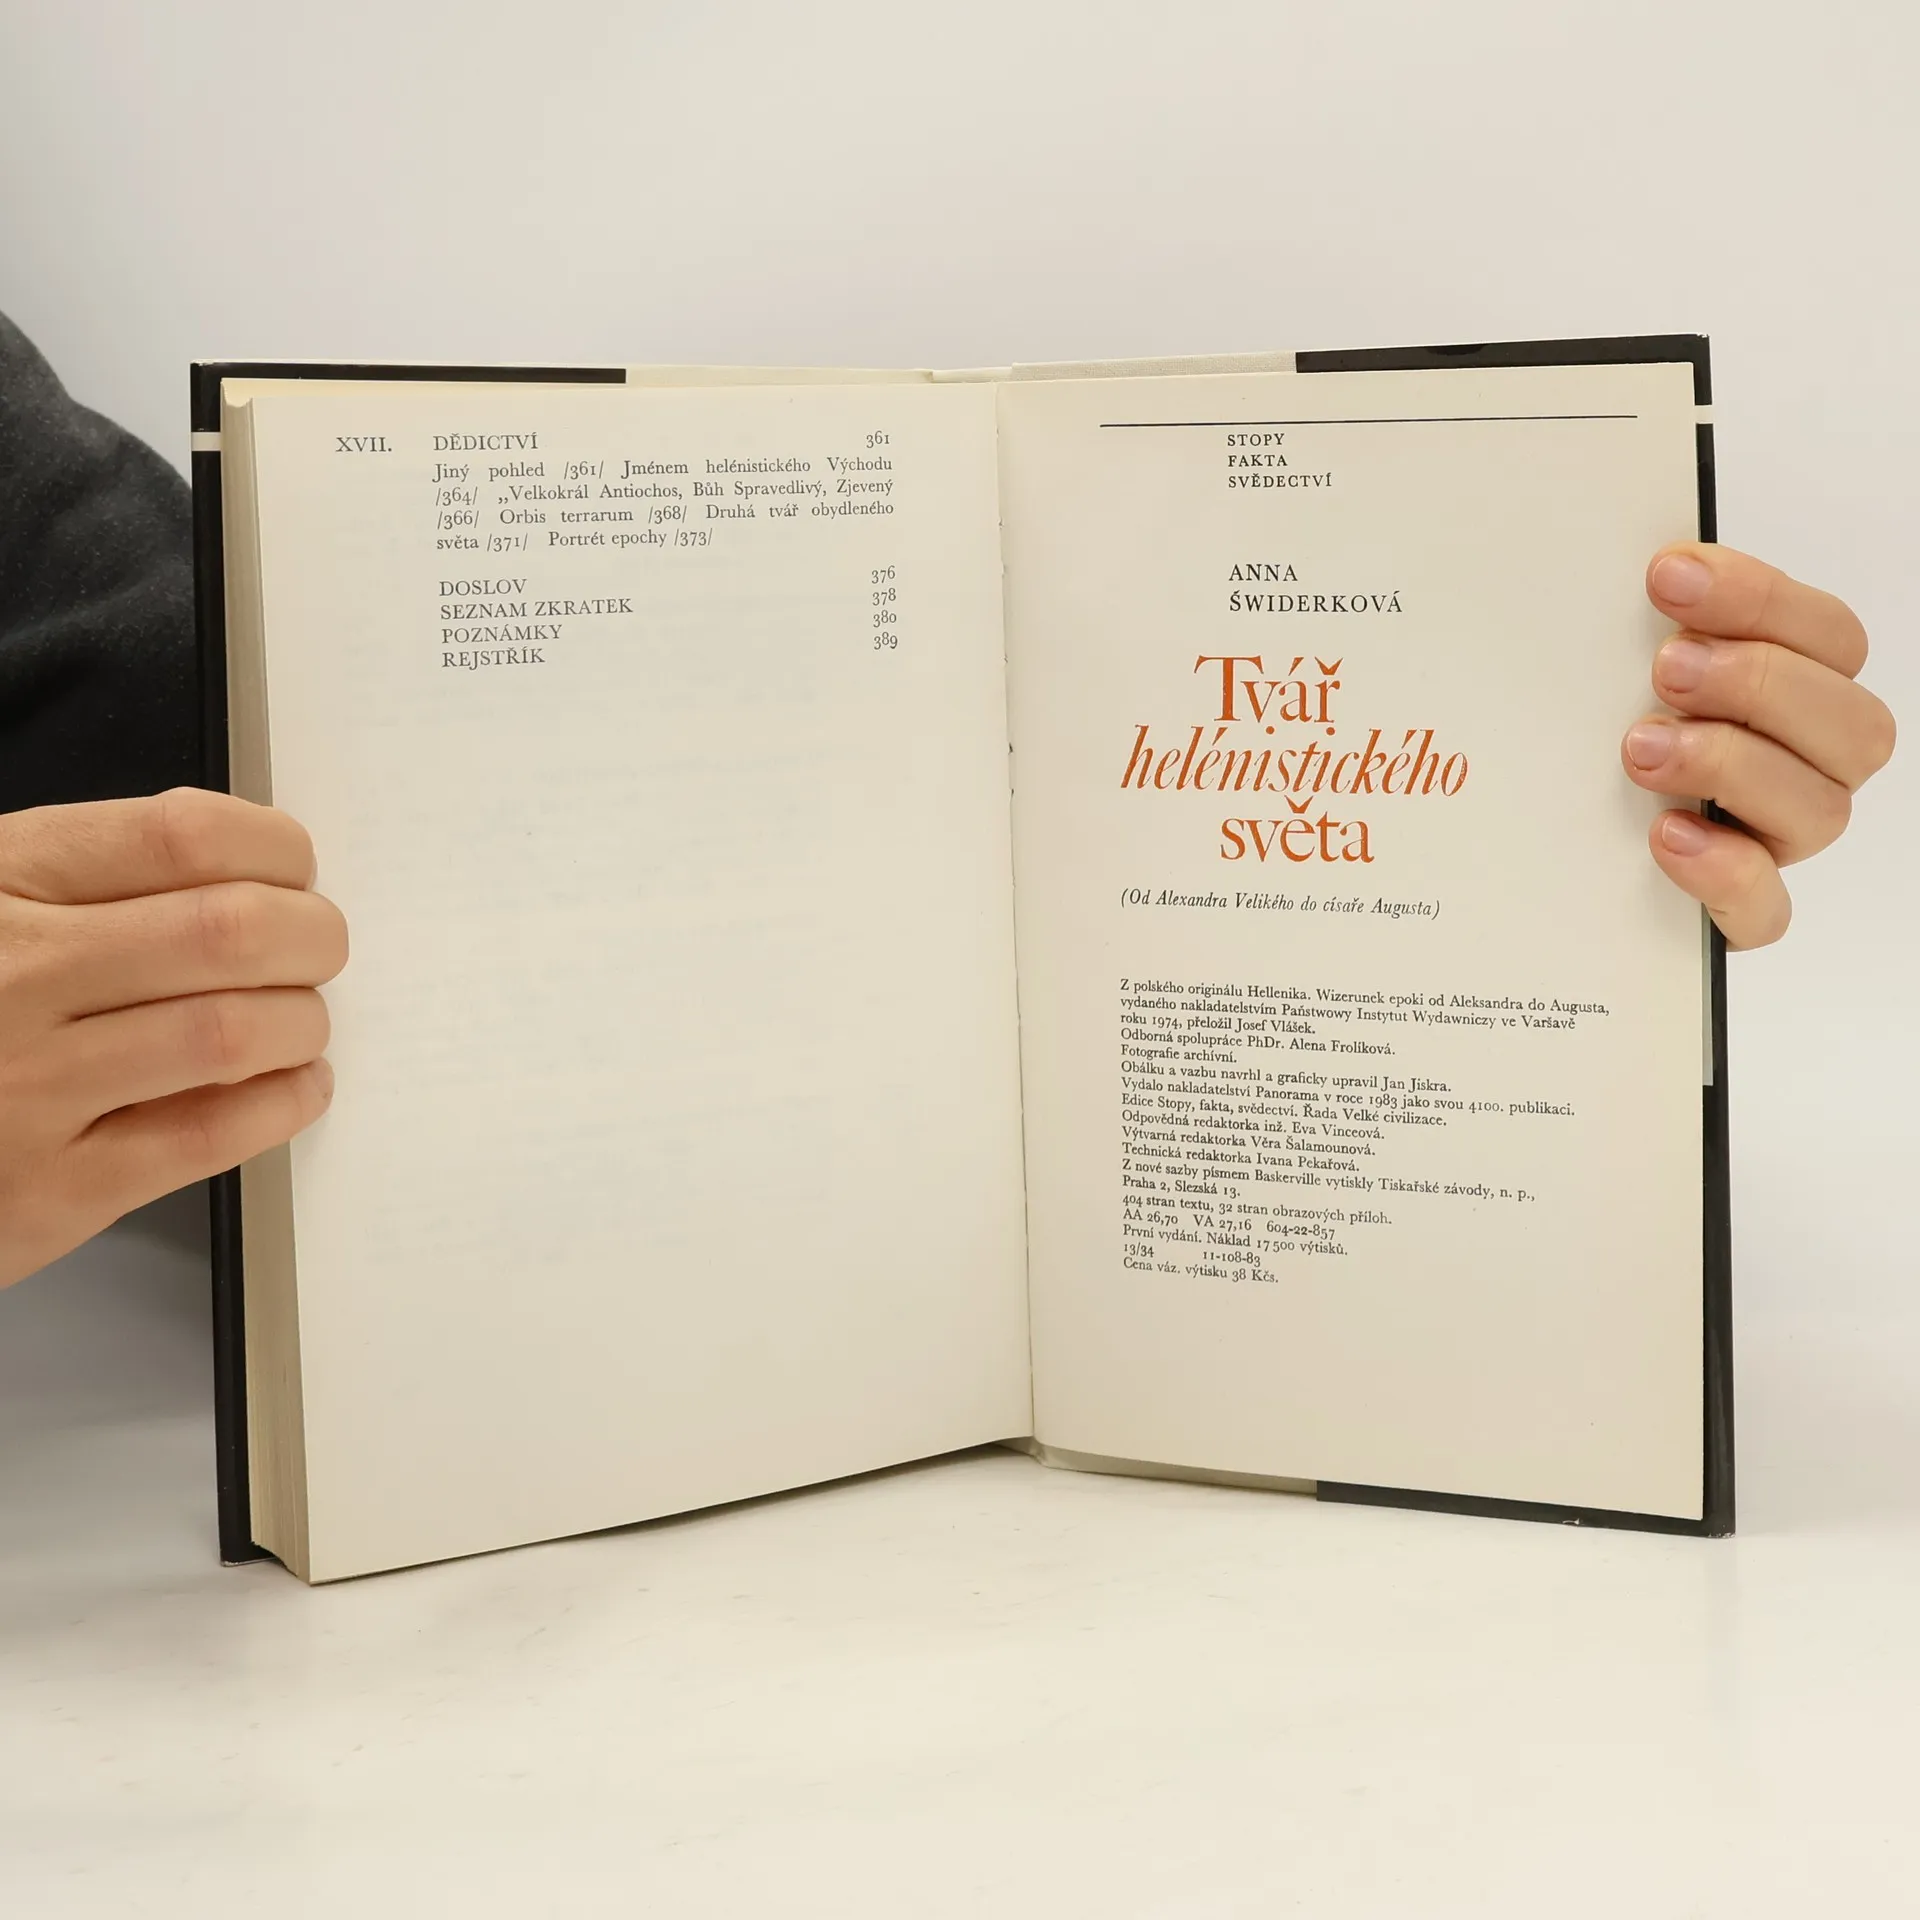 XVII. DĚDICTVÍ 361
Jiný pohled /361/ Jménem helénistického Východu
/364/ ,,Velkokrál Antiochos, Bůh Spravedlivý, Zjevený
/366/ Orbis terrarum /368/ Druhá tvář obydleného
světa /371/ Portrét epochy /373/
DOSLOV 376
SEZNAM ZKRATEK 378
POZNÁMKY 380
REJSTŘÍK 389
STOPY
FAKTA
SVĚDECTVÍ
ANNA
ŚWIDERKOVÁ
Tvář
helénistického
světa
(Od Alexandra Velikého do císaře Augusta)
Z polského originálu Hellenika. Wizerunek epoki od Aleksandra do Augusta,
vydaného nakladatelstvím Państwowy Instytut Wydawniczy ve Varšavě
roku 1974, přeložil Josef Vlášek.
Odborná spolupráce PhDr. Alena Frolíková.
Fotografie archívní.
Obálku a vazbu navrhl a graficky upravil Jan Jiskra.
Vydalo nakladatelství Panorama v roce 1983 jako svou 4100. publikaci.
Edice Stopy, fakta, svědectví. Řada Velké civilizace.
Odpovědná redaktorka inž. Eva Vinceová.
Výtvarná redaktorka Věra Šalamounová.
Technická redaktorka Ivana Pekařová.
Z nové sazby písmem Baskerville vytiskly Tiskařské závody, n. p.,
Praha 2, Slezská 13.
404 stran textu, 32 stran obrazových příloh.
AA 26,70 VA 27,16 604-22-857
První vydání. Náklad 17 500 výtisků.
13/34 11-108-83
Cena váz. výtisku 38 Kčs.